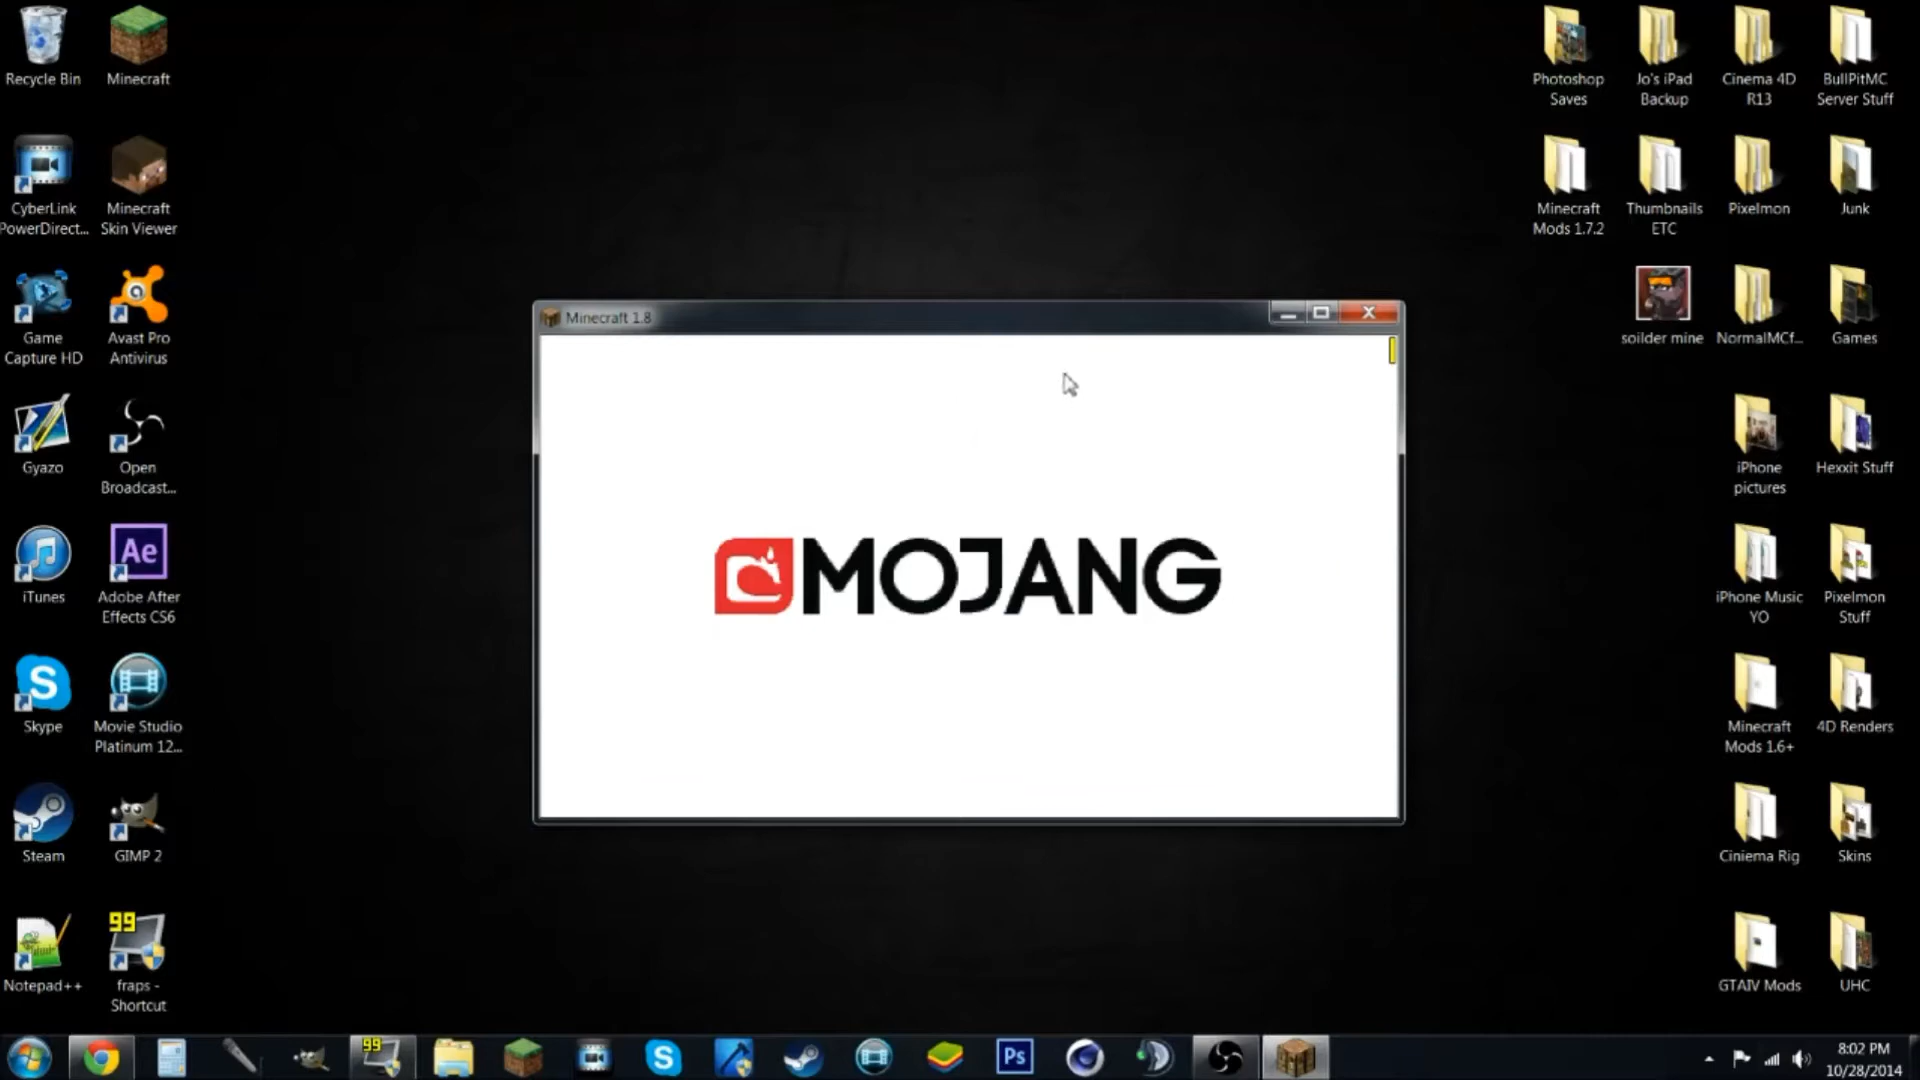 Recycle Bin
Minecraft
Photoshop
Saves
Jo's iPad
Backup
Cinema 4D
R13
BullPitMC
Server Stuff
CyberLink
PowerDirect...
Minecraft
Skin Viewer
Minecraft
Mods 1.7.2
Thumbnails
ETC
Pixelmon
Junk
Game
Capture HD
Avast Pro
Antivirus
Minecraft 1.8
soilder mine
NormalMCf...
Games
Gyazo
Open
Broadcast...
iPhone
pictures
Hexxit Stuff
MOJANG
iTunes
Ae
Adobe After
Effects CS6
iPhone Music
YO
Pixelmon
Stuff
S
Skype
Movie Studio
Platinum 12...
Minecraft
Mods 1.6+
4D Renders
Steam
GIMP 2
Ciniema Rig
Skins
Notepad++
99
fraps -
Shortcut
GTAIV Mods
UHC
99
S
Ps
8:02 PM
10/28/2014